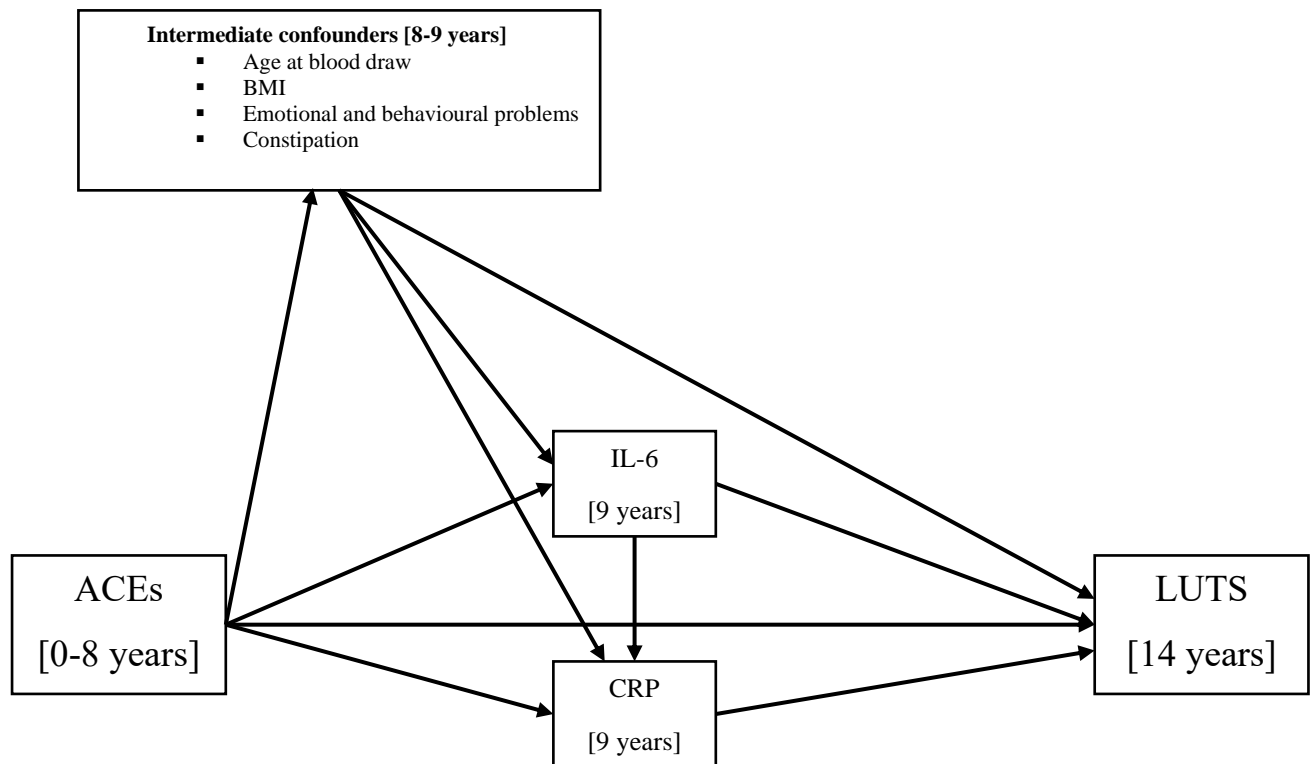 Intermediate confounders [8-9 years]
▪ Age at blood draw
▪ BMI
▪ Emotional and behavioural problems
▪ Constipation
IL-6
[9 years]
ACEs
[0-8 years]
LUTS
[14 years]
CRP
[9 years]